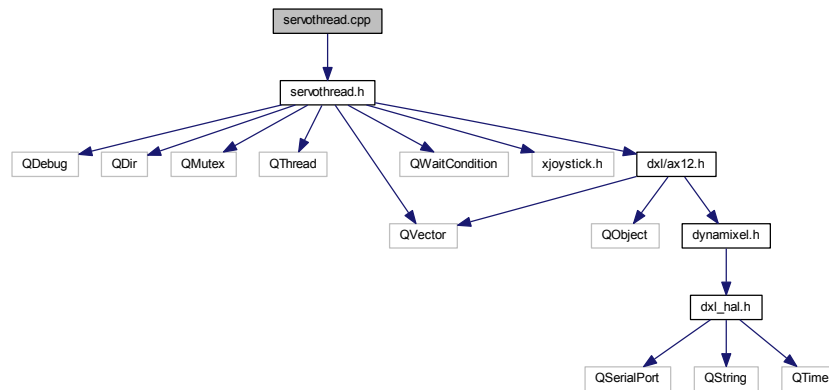 servothread.cpp
servothread.h
QDebug
QDir
QMutex
QThread
QWaitCondition
xjoystick.h
dxl/ax12.h
QVector
QObject
dynamixel.h
dxl_hal.h
QSerialPort
QString
QTime